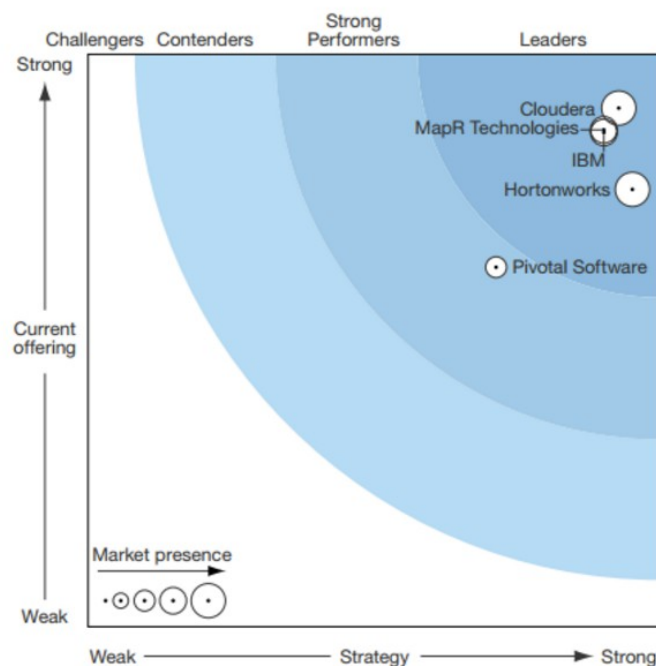 Challengers
Contenders
Strong
Performers
Leaders
Strong
Cloudera
MapR Technologies
IBM
Hortonworks
Pivotal Software
Current
offering
Market presence
Weak
Weak
Strategy
Strong